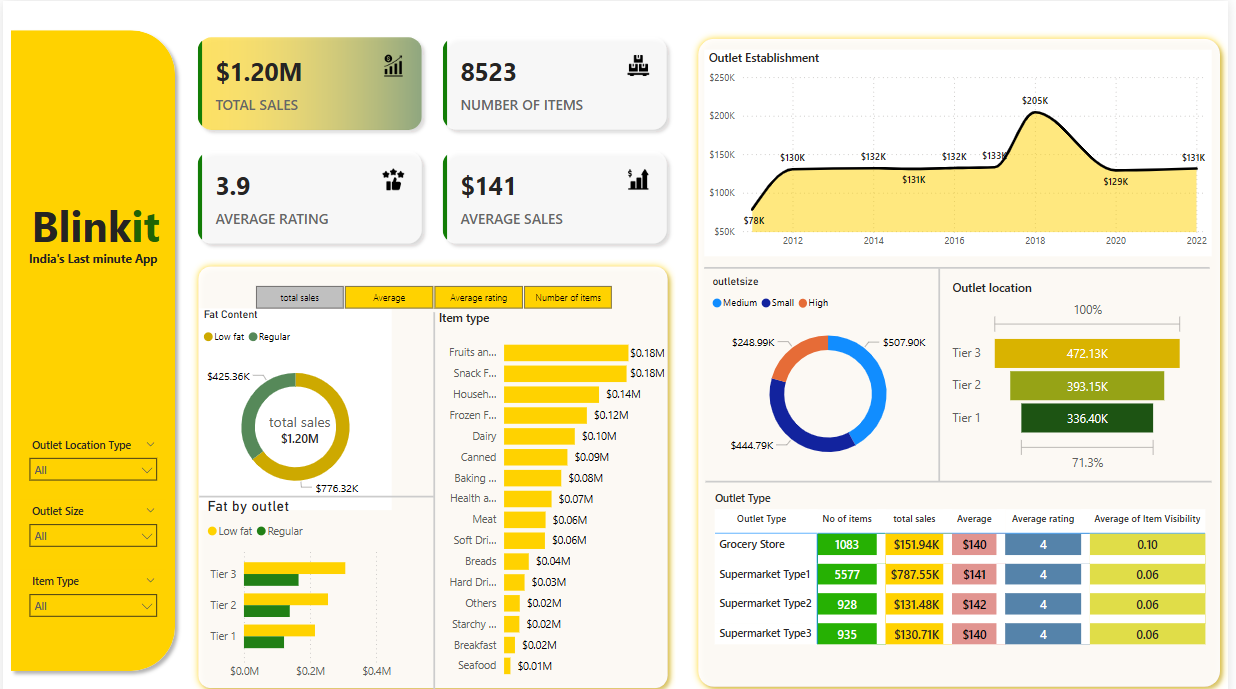 Blinkit
India's Last minute App
Outlet Location Type
All
Outlet Size
All
Item Type
All
$1.20M
TOTAL SALES
8523
NUMBER OF ITEMS
3.9
AVERAGE RATING
$141
AVERAGE SALES
total sales Average Average rating Number of items
Fat Content
Low fat Regular
$425.36K
total sales
$1.20M
$776.32K
Fat by outlet
Low fat Regular
Tier 3
Tier 2
Tier 1
$0.0M $0.2M $0.4M
Item type
Fruits an... $0.18M
Snack F... $0.18M
Househ... $0.14M
Frozen F... $0.12M
Dairy $0.10M
Canned $0.09M
Baking ... $0.08M
Health a... $0.07M
Meat $0.06M
Soft Dri... $0.06M
Breads $0.04M
Hard Dri... $0.03M
Others $0.02M
Starchy ... $0.02M
Breakfast $0.02M
Seafood $0.01M
Outlet Establishment
$250K
$200K
$150K
$100K
$50K
$78K $130K $132K $131K $132K $133K $205K $129K $131K
2012 2014 2016 2018 2020 2022
outletsize
Medium Small High
$248.99K $507.90K
$444.79K
Outlet location
100%
Tier 3 472.13K
Tier 2 393.15K
Tier 1 336.40K
71.3%
Outlet Type
Outlet Type No of items total sales Average Average rating Average of Item Visibility
Grocery Store 1083 $151.94K $140 4 0.10
Supermarket Type1 5577 $787.55K $141 4 0.06
Supermarket Type2 928 $131.48K $142 4 0.06
Supermarket Type3 935 $130.71K $140 4 0.06